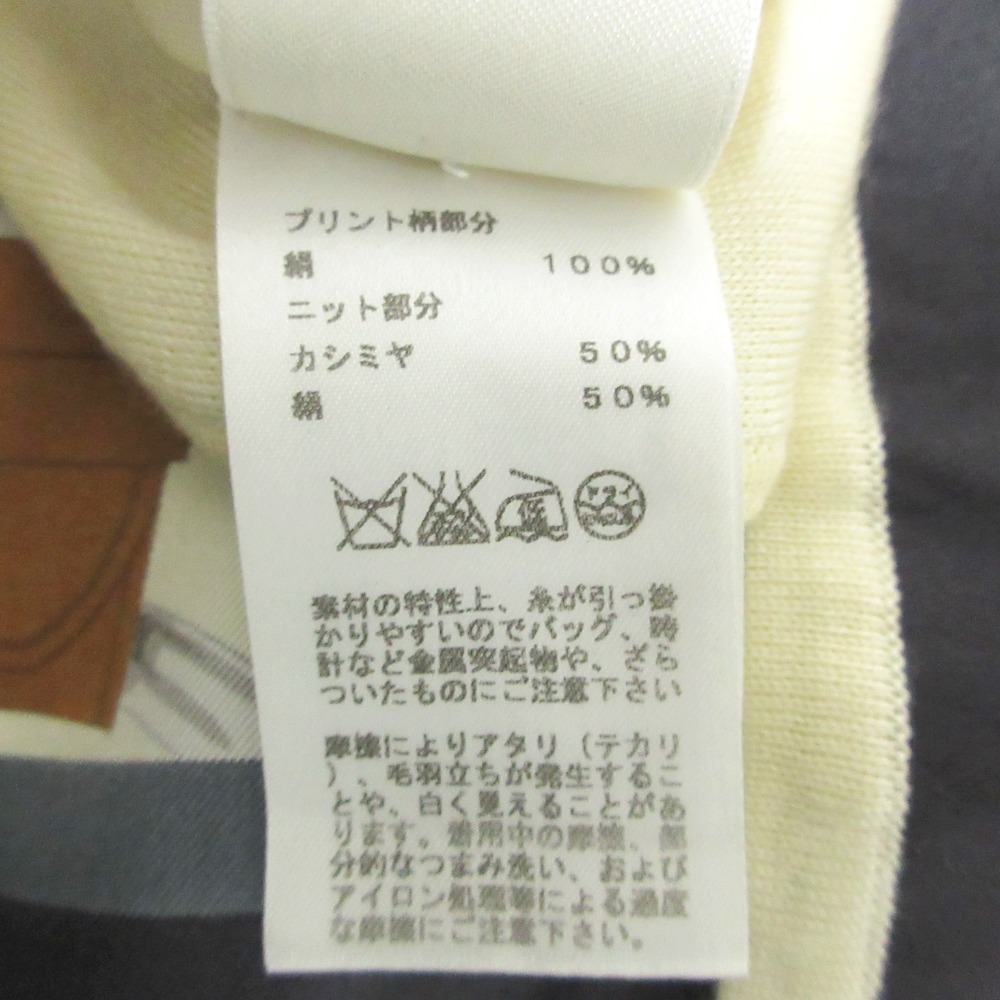 プリント柄部分
絹 100%
ニット部分
カシミヤ 50%
絹 50%
ドライ
素材の特性上、糸が引っ掛
かりやすいのでバッグ、時
計など金属突起物や、ざら
ついたものにご注意下さい
摩擦によりアタリ（テカリ
）、毛羽立ちが発生するこ
とや、白く見えることがあ
ります。着用中の摩擦、部
分的なつまみ洗い、および
アイロン処理等による過度
な摩擦にご注意下さい。